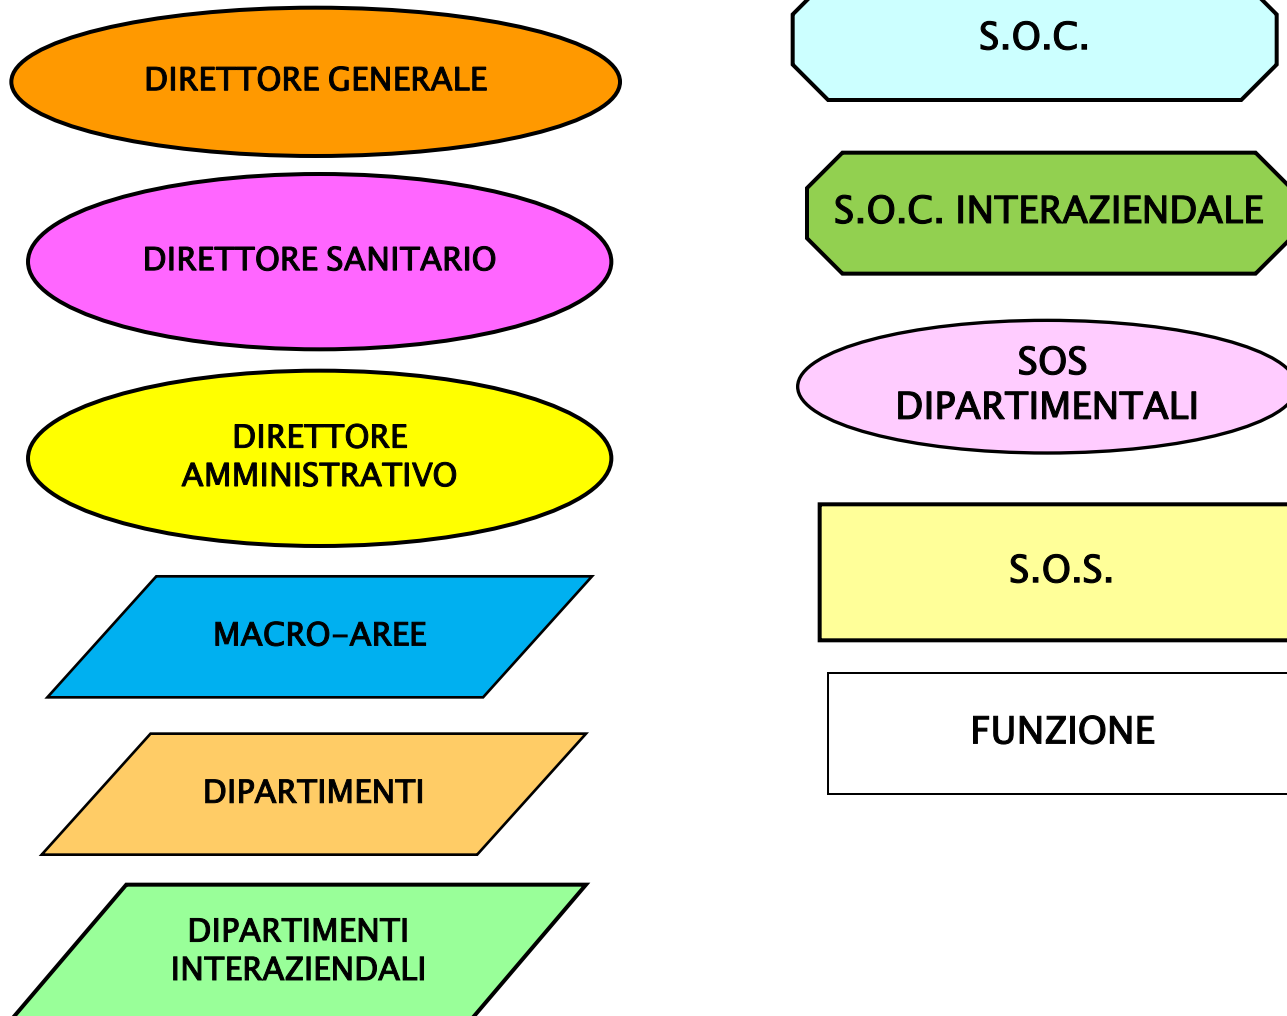 DIRETTORE GENERALE
DIRETTORE SANITARIO
DIRETTORE
AMMINISTRATIVO
MACRO-AREE
DIPARTIMENTI
DIPARTIMENTI
INTERAZIENDALI
S.O.C.
S.O.C. INTERAZIENDALE
SOS
DIPARTIMENTALI
S.O.S.
FUNZIONE